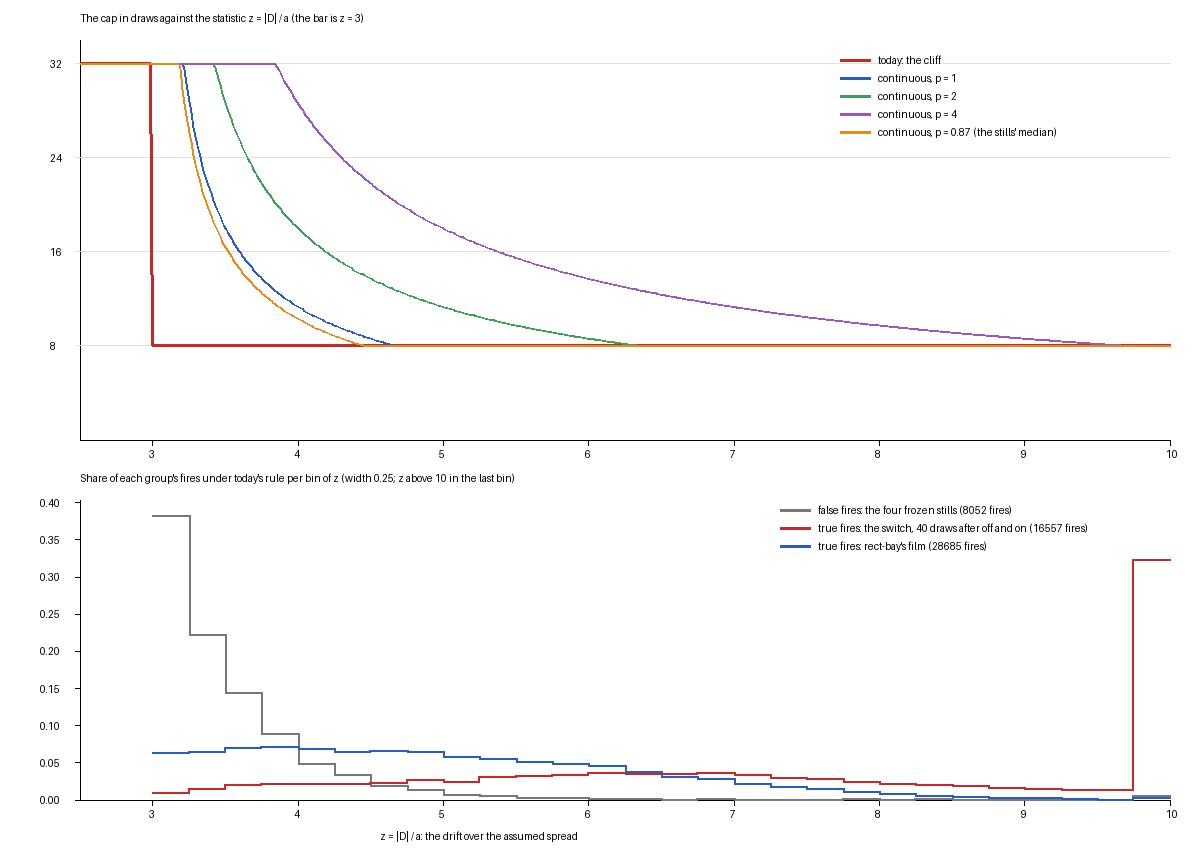 The cap in draws against the statistic z = |D| / a (the bar is z = 3)
32
24
16
8
today: the cliff
continuous, p = 1
continuous, p = 2
continuous, p = 4
continuous, p = 0.87 (the stills' median)
3 4 5 6 7 8 9 10
Share of each group's fires under today's rule per bin of z (width 0.25; z above 10 in the last bin)
0.40
0.35
0.30
0.25
0.20
0.15
0.10
0.05
0.00
false fires: the four frozen stills (8052 fires)
true fires: the switch, 40 draws after off and on (16557 fires)
true fires: rect-bay's film (28685 fires)
3 4 5 6 7 8 9 10
z = |D| / a: the drift over the assumed spread